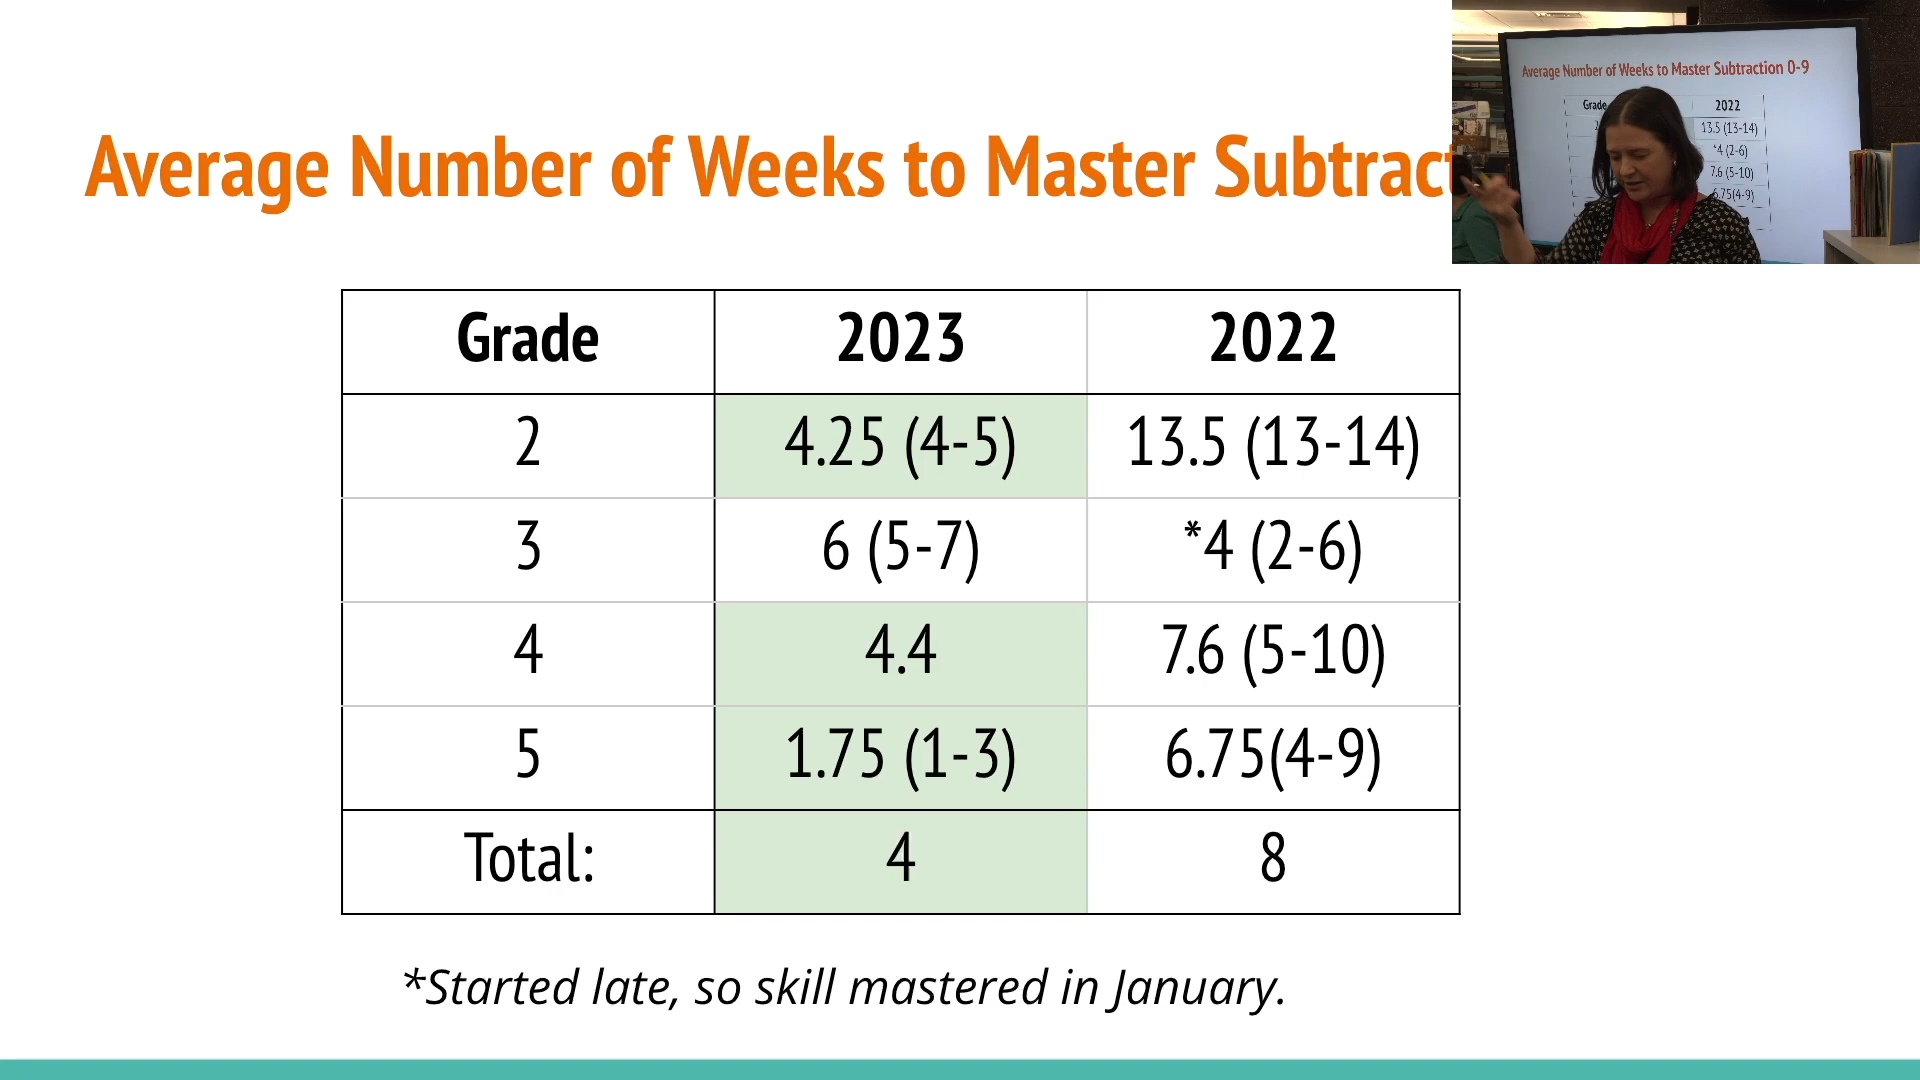 Average Number of Weeks to Master Subtract
Grade 2023 2022
2 4.25 (4-5) 13.5 (13-14)
3 6 (5-7) *4 (2-6)
4 4.4 7.6 (5-10)
5 1.75 (1-3) 6.75(4-9)
Total: 4 8
*Started late, so skill mastered in January.
Average Number of Weeks to Master Subtraction 0-9
Grade 2022
13.5 (13-14)
*4 (2-6)
7.6 (5-10)
6.75(4-9)